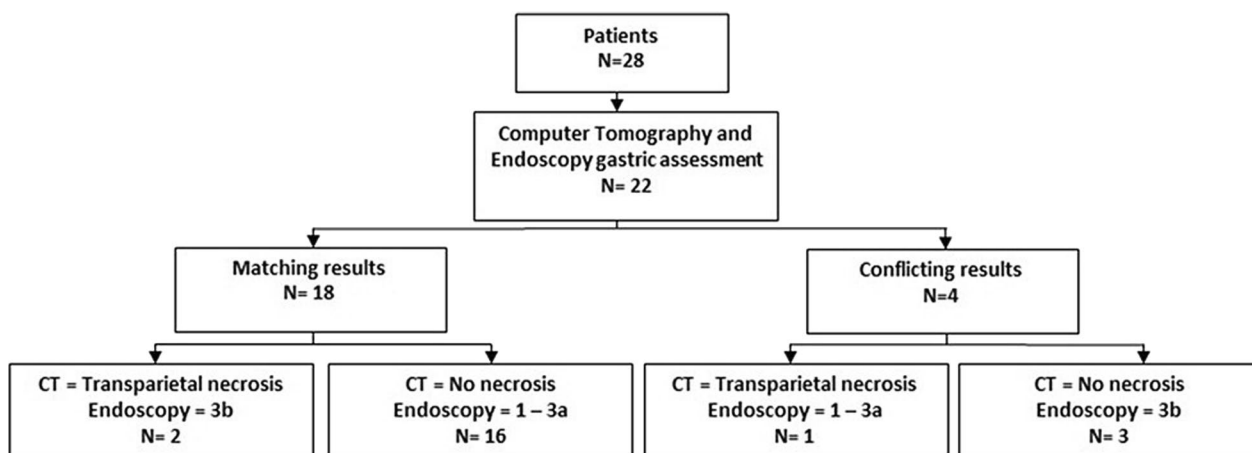 Patients
N=28
Computer Tomography and
Endoscopy gastric assessment
N= 22
Matching results
N= 18
Conflicting results
N=4
CT = Transparietal necrosis
Endoscopy = 3b
N= 2
CT = No necrosis
Endoscopy = 1 – 3a
N= 16
CT = Transparietal necrosis
Endoscopy = 1 – 3a
N= 1
CT = No necrosis
Endoscopy = 3b
N= 3